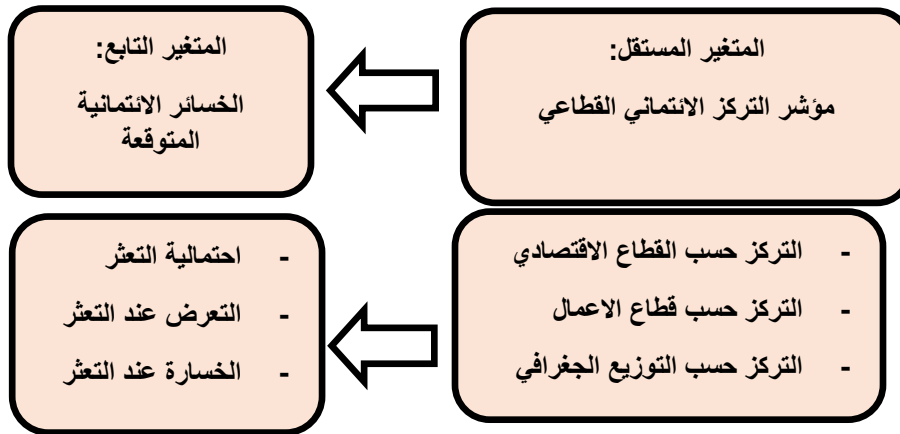 المتغير المستقل:
مؤشر التركز الائتماني القطاعي
المتغير التابع:
الخسائر الائتمانية
المتوقعة
- التركز حسب القطاع الاقتصادي
- التركز حسب قطاع الاعمال
- التركز حسب التوزيع الجغرافي
- احتمالية التعثر
- التعرض عند التعثر
- الخسارة عند التعثر